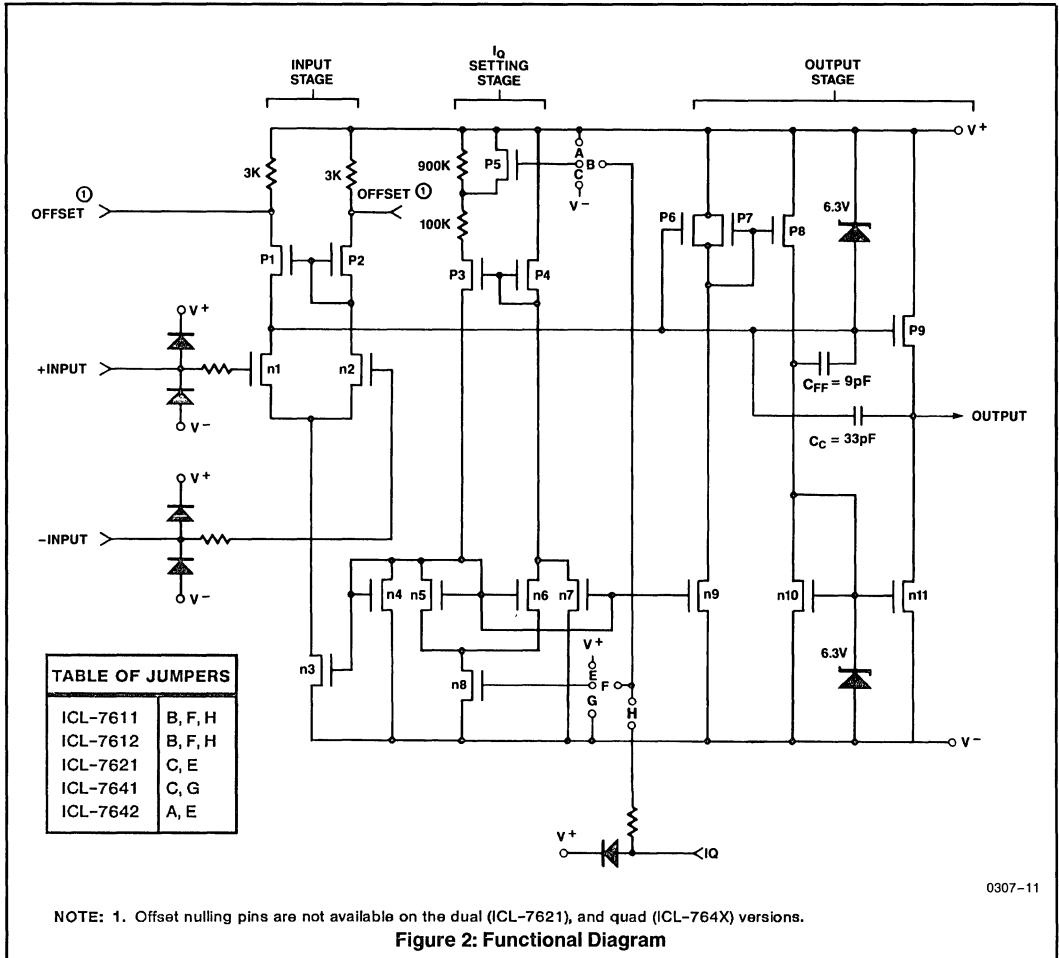 INPUT
STAGE
IQ
SETTING
STAGE
OUTPUT
STAGE
V+
3K
3K
900K
P5
A
B
C
V−
OFFSET ①
OFFSET ①
100K
P6
P7
P8
6.3V
P1
P2
P3
P4
P9
V+
+INPUT
n1
n2
CFF = 9pF
V−
OUTPUT
CC = 33pF
V+
-INPUT
V−
n4
n5
n6
n7
n9
n10
n11
V+
E
F
G
H
6.3V
n3
n8
V−
TABLE OF JUMPERS
ICL-7611 B, F, H
ICL-7612 B, F, H
ICL-7621 C, E
ICL-7641 C, G
ICL-7642 A, E
V+
IQ
0307-11
NOTE: 1. Offset nulling pins are not available on the dual (ICL-7621), and quad (ICL-764X) versions.
Figure 2: Functional Diagram